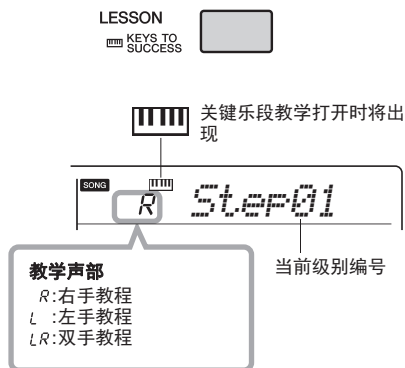 LESSON
KEYS TO
SUCCESS
关键乐段教学打开时将出
现
SONG
R Step01
教学声部
当前级别编号
R:右手教程
L :左手教程
LR:双手教程